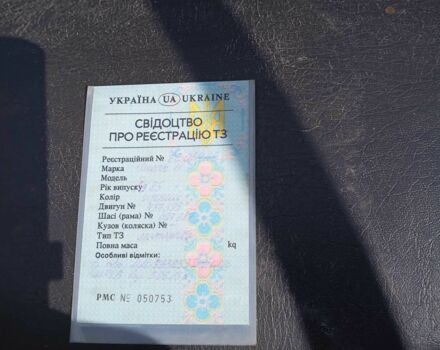 УКРАЇНА UA UKRAINE
СВІДОЦТВО
ПРО РЕЄСТРАЦІЮ ТЗ
Реєстраційний №
Марка
Модель
Рік випуску
Колір
Двигун №
Шасі (рама) №
Кузов (коляска) №
Тип ТЗ
Повна маса kg
Особливі відмітки:
РМС № 050753